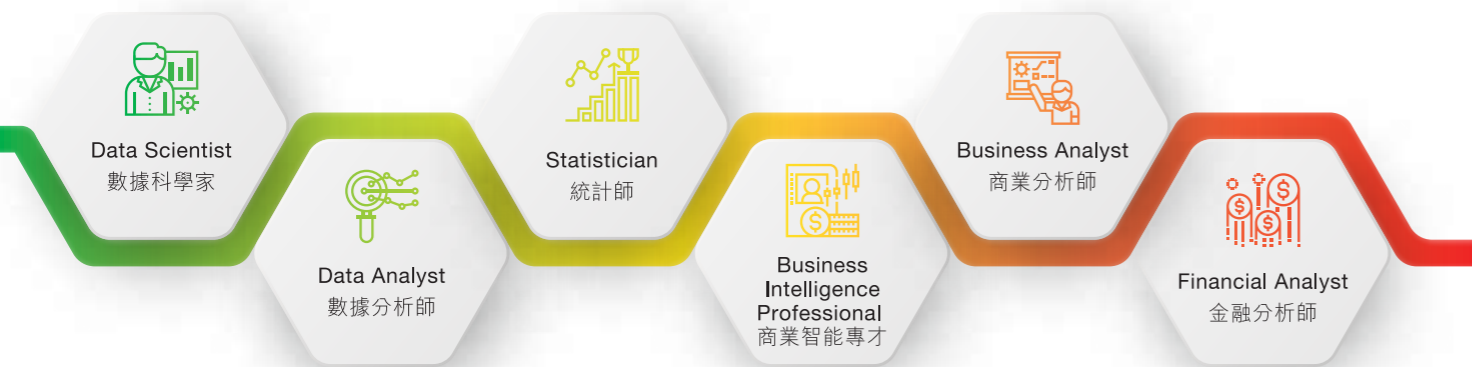 Data Scientist
數據科學家
Data Analyst
數據分析師
Statistician
統計師
Business
Intelligence
Professional
商業智能專才
Business Analyst
商業分析師
Financial Analyst
金融分析師